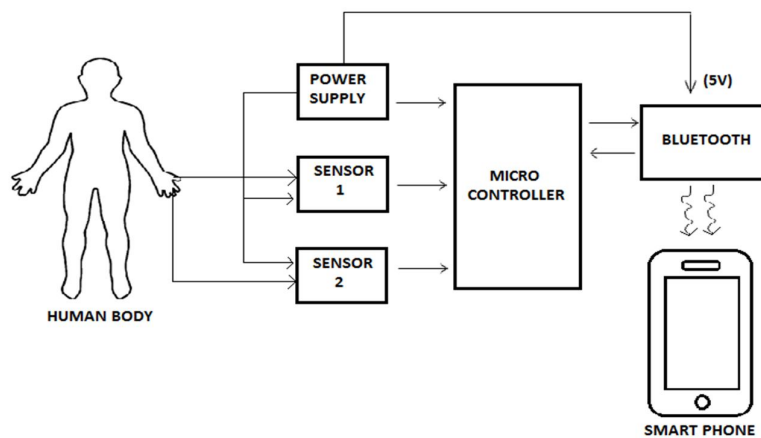 POWER
SUPPLY
(5V)
BLUETOOTH
SENSOR
1
MICRO
CONTROLLER
SENSOR
2
HUMAN BODY
SMART PHONE